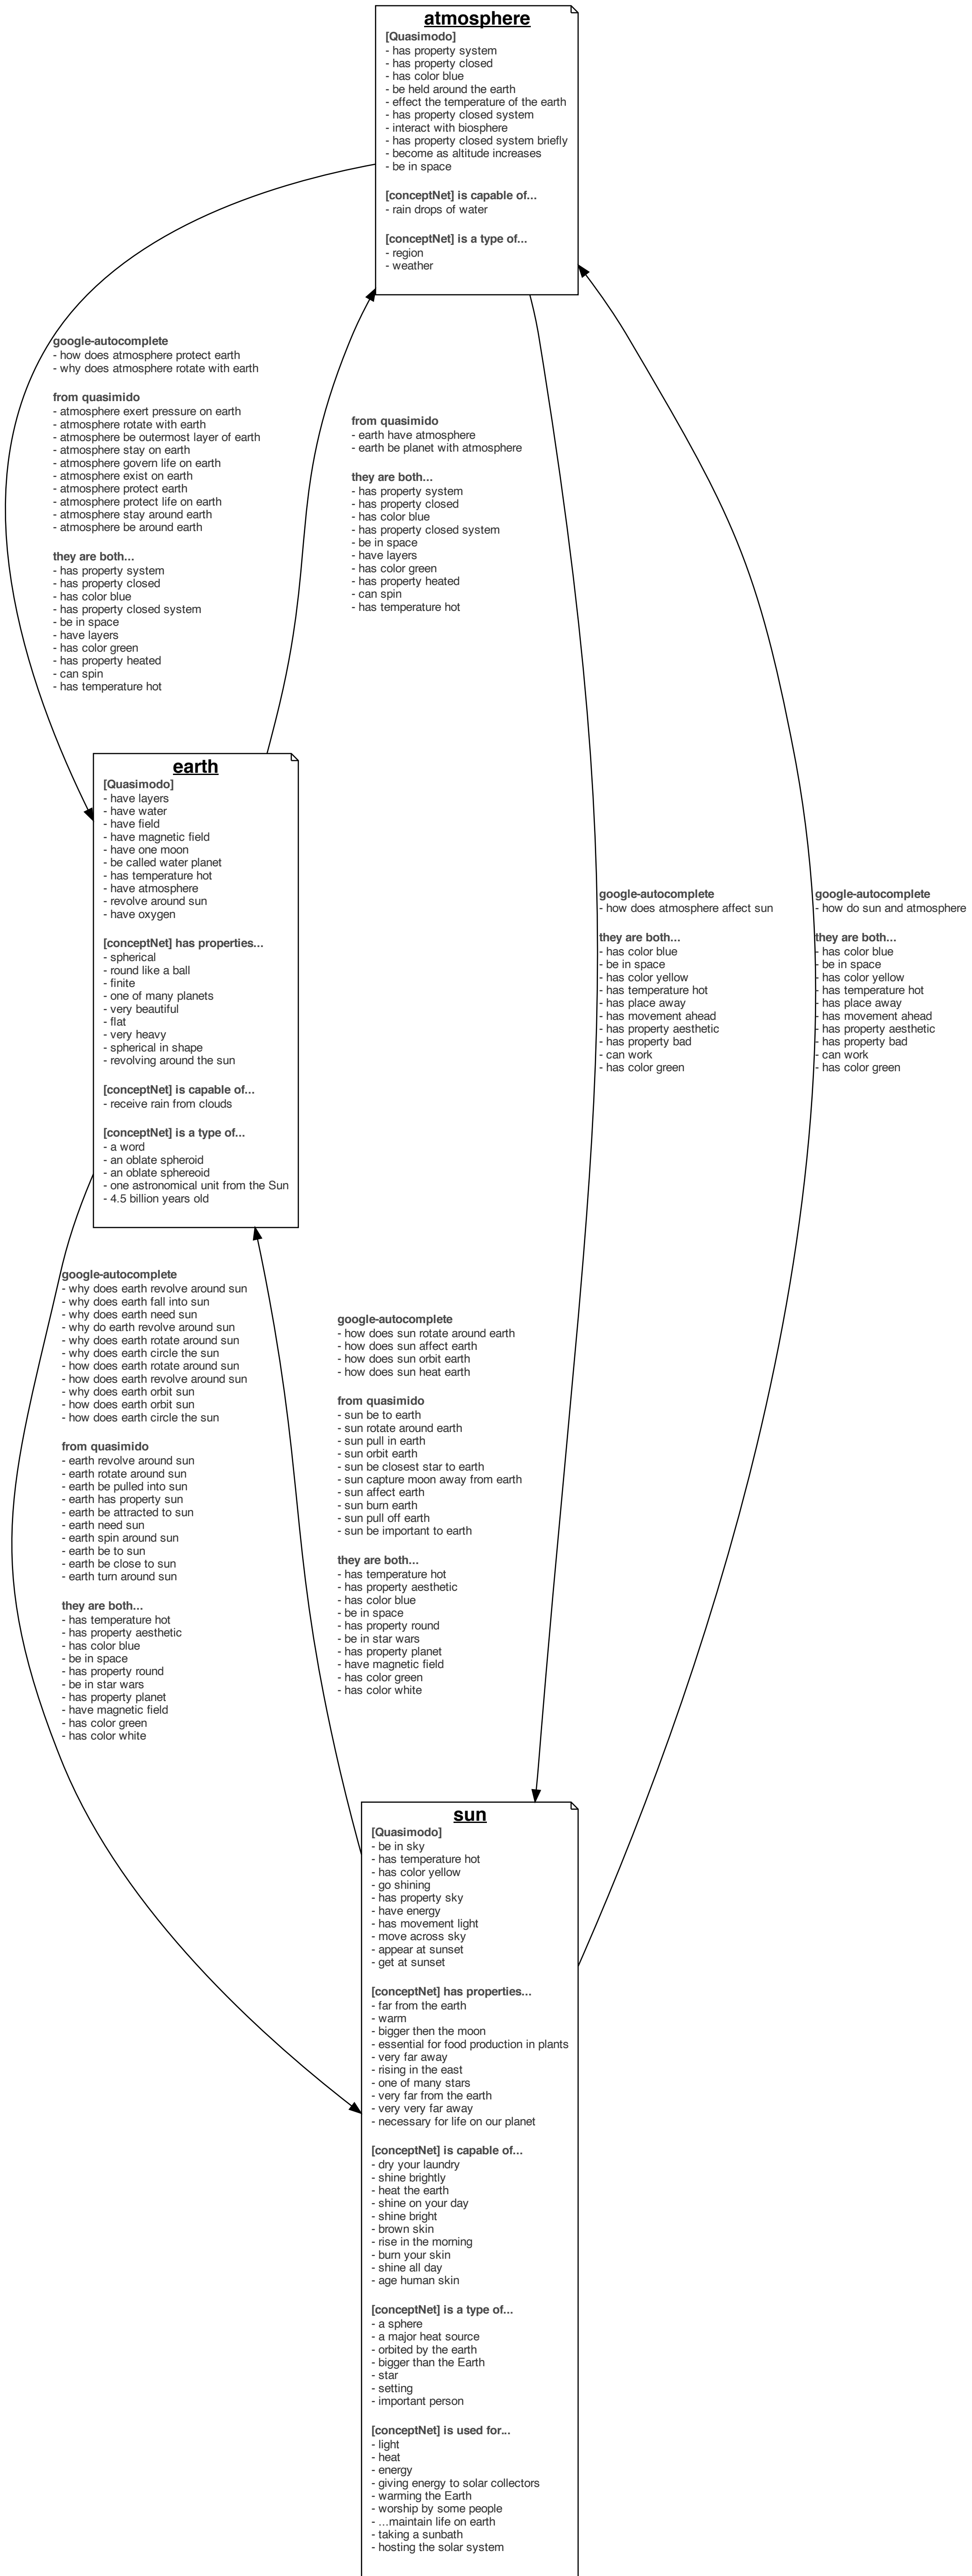 atmosphere
[Quasimodo]
- has property system
- has property closed
- has color blue
- be held around the earth
- effect the temperature of the earth
- has property closed system
- interact with biosphere
- has property closed system briefly
- become as altitude increases
- be in space
[conceptNet] is capable of...
- rain drops of water
[conceptNet] is a type of...
- region
- weather
google-autocomplete
- how does atmosphere protect earth
- why does atmosphere rotate with earth
from quasimido
- atmosphere exert pressure on earth
- atmosphere rotate with earth
- atmosphere be outermost layer of earth
- atmosphere stay on earth
- atmosphere govern life on earth
- atmosphere exist on earth
- atmosphere protect earth
- atmosphere protect life on earth
- atmosphere stay around earth
- atmosphere be around earth
they are both...
- has property system
- has property closed
- has color blue
- has property closed system
- be in space
- have layers
- has color green
- has property heated
- can spin
- has temperature hot
from quasimido
- earth have atmosphere
- earth be planet with atmosphere
they are both...
- has property system
- has property closed
- has color blue
- has property closed system
- be in space
- have layers
- has color green
- has property heated
- can spin
- has temperature hot
earth
[Quasimodo]
- have layers
- have water
- have field
- have magnetic field
- have one moon
- be called water planet
- has temperature hot
- have atmosphere
- revolve around sun
- have oxygen
[conceptNet] has properties...
- spherical
- round like a ball
- finite
- one of many planets
- very beautiful
- flat
- very heavy
- spherical in shape
- revolving around the sun
[conceptNet] is capable of...
- receive rain from clouds
[conceptNet] is a type of...
- a word
- an oblate spheroid
- an oblate sphereoid
- one astronomical unit from the Sun
- 4.5 billion years old
google-autocomplete
- how does atmosphere affect sun
they are both...
- has color blue
- be in space
- has color yellow
- has temperature hot
- has place away
- has movement ahead
- has property aesthetic
- has property bad
- can work
- has color green
google-autocomplete
- how do sun and atmosphere
they are both...
- has color blue
- be in space
- has color yellow
- has temperature hot
- has place away
- has movement ahead
- has property aesthetic
- has property bad
- can work
- has color green
google-autocomplete
- why does earth revolve around sun
- why does earth fall into sun
- why does earth need sun
- why do earth revolve around sun
- why does earth rotate around sun
- why does earth circle the sun
- how does earth rotate around sun
- how does earth revolve around sun
- why does earth orbit sun
- how does earth orbit sun
- how does earth circle the sun
from quasimido
- earth revolve around sun
- earth rotate around sun
- earth be pulled into sun
- earth has property sun
- earth be attracted to sun
- earth need sun
- earth spin around sun
- earth be to sun
- earth be close to sun
- earth turn around sun
they are both...
- has temperature hot
- has property aesthetic
- has color blue
- be in space
- has property round
- be in star wars
- has property planet
- have magnetic field
- has color green
- has color white
google-autocomplete
- how does sun rotate around earth
- how does sun affect earth
- how does sun orbit earth
- how does sun heat earth
from quasimido
- sun be to earth
- sun rotate around earth
- sun pull in earth
- sun orbit earth
- sun be closest star to earth
- sun capture moon away from earth
- sun affect earth
- sun burn earth
- sun pull off earth
- sun be important to earth
they are both...
- has temperature hot
- has property aesthetic
- has color blue
- be in space
- has property round
- be in star wars
- has property planet
- have magnetic field
- has color green
- has color white
sun
[Quasimodo]
- be in sky
- has temperature hot
- has color yellow
- go shining
- has property sky
- have energy
- has movement light
- move across sky
- appear at sunset
- get at sunset
[conceptNet] has properties...
- far from the earth
- warm
- bigger then the moon
- essential for food production in plants
- very far away
- rising in the east
- one of many stars
- very far from the earth
- very very far away
- necessary for life on our planet
[conceptNet] is capable of...
- dry your laundry
- shine brightly
- heat the earth
- shine on your day
- shine bright
- brown skin
- rise in the morning
- burn your skin
- shine all day
- age human skin
[conceptNet] is a type of...
- a sphere
- a major heat source
- orbited by the earth
- bigger than the Earth
- star
- setting
- important person
[conceptNet] is used for...
- light
- heat
- energy
- giving energy to solar collectors
- warming the Earth
- worship by some people
- ...maintain life on earth
- taking a sunbath
- hosting the solar system